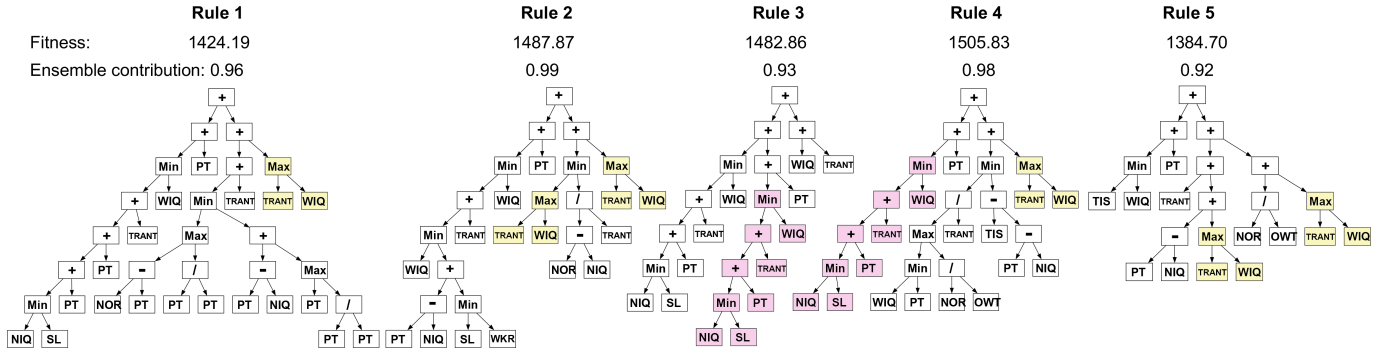 Rule 1 Rule 2 Rule 3 Rule 4 Rule 5
Fitness: 1424.19 1487.87 1482.86 1505.83 1384.70
Ensemble contribution: 0.96 0.99 0.93 0.98 0.92
+ + + + +
+ + + + + + + + + +
Min PT + Max Min PT Min Max Min + WIQ TRANT Min PT Min Max Min PT + +
+ WIQ Min TRANT TRANT WIQ + WIQ Max / TRANT WIQ + WIQ Min PT + WIQ / - TRANT WIQ TIS WIQ TRANT + / Max
+ TRANT Max + Min TRANT TRANT WIQ - TRANT + TRANT + WIQ + TRANT Max TRANT TIS - - Max NOR OWT TRANT WIQ
+ PT - / - Max WIQ + NOR NIQ Min PT + TRANT Min PT Min / PT NIQ PT NIQ TRANT WIQ
Min PT NOR PT PT PT PT NIQ PT / - Min NIQ SL Min PT NIQ SL WIQ PT NOR OWT
NIQ SL PT PT PT NIQ SL WKR NIQ SL